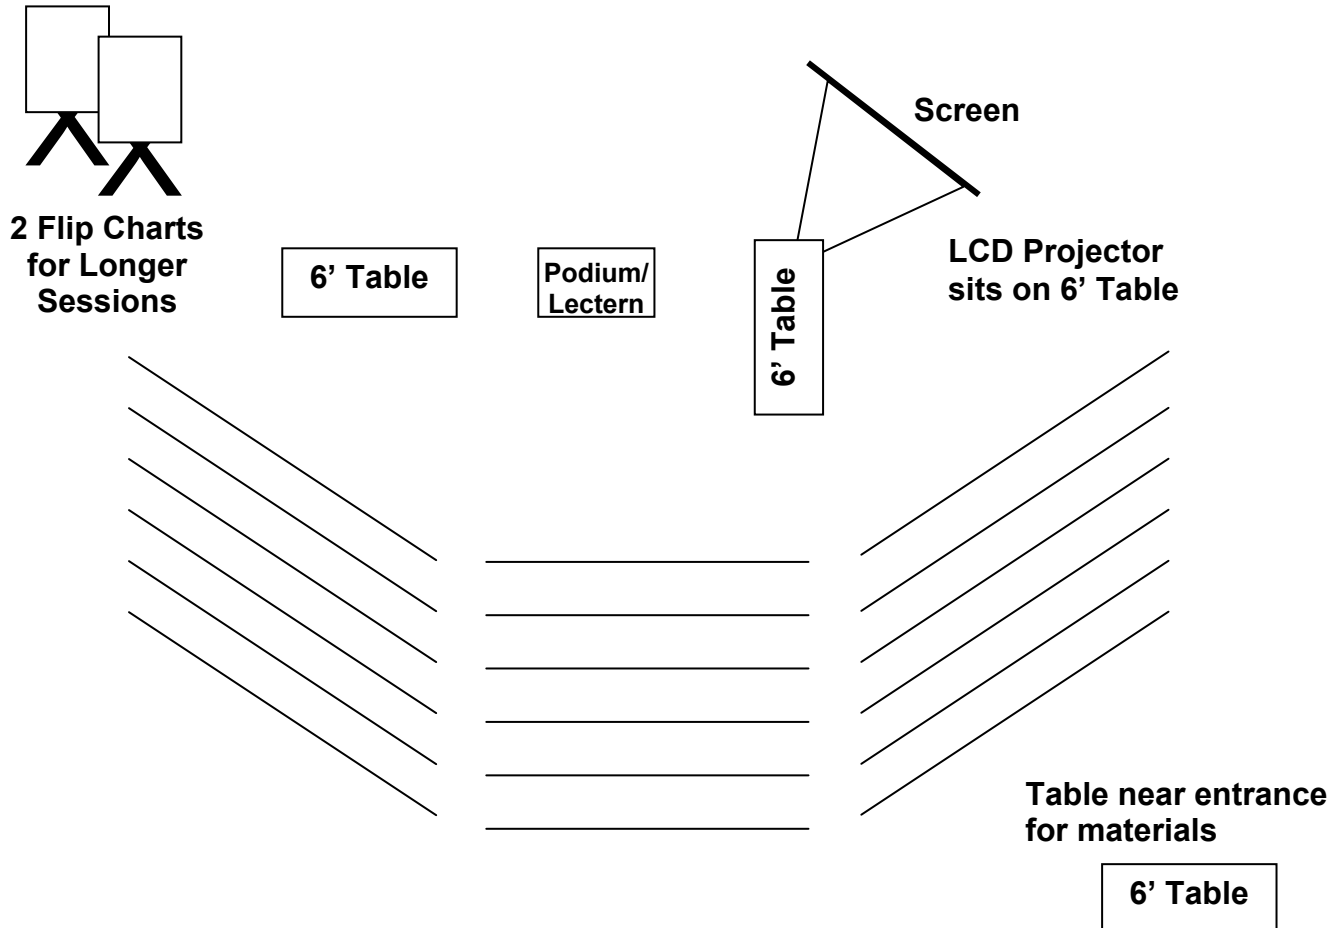 Screen
2 Flip Charts
for Longer
Sessions
6’ Table
Podium/
Lectern
6’ Table
LCD Projector
sits on 6’ Table
Table near entrance
for materials
6’ Table